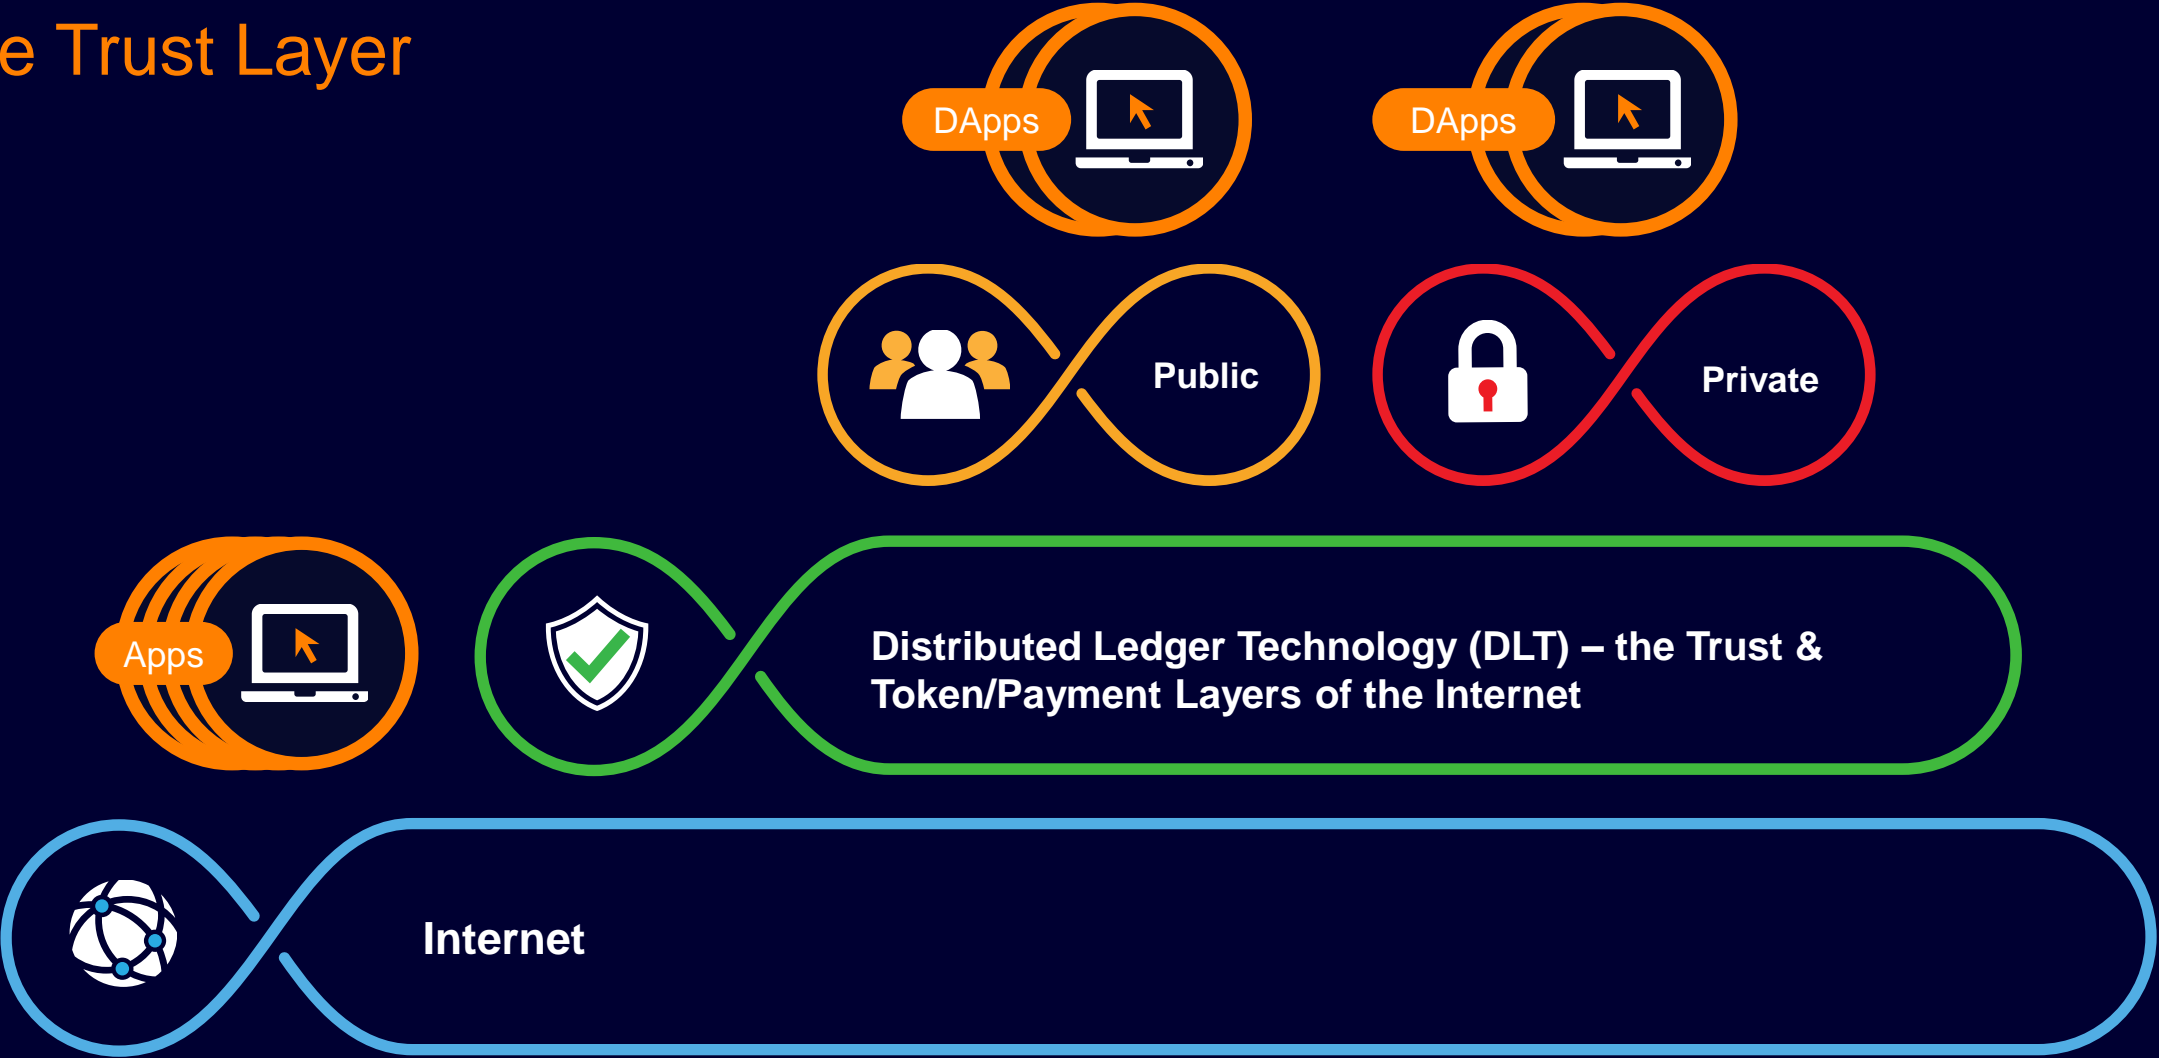 e Trust Layer
DApps
DApps
Public
Private
Apps
Distributed Ledger Technology (DLT) – the Trust &
Token/Payment Layers of the Internet
Internet